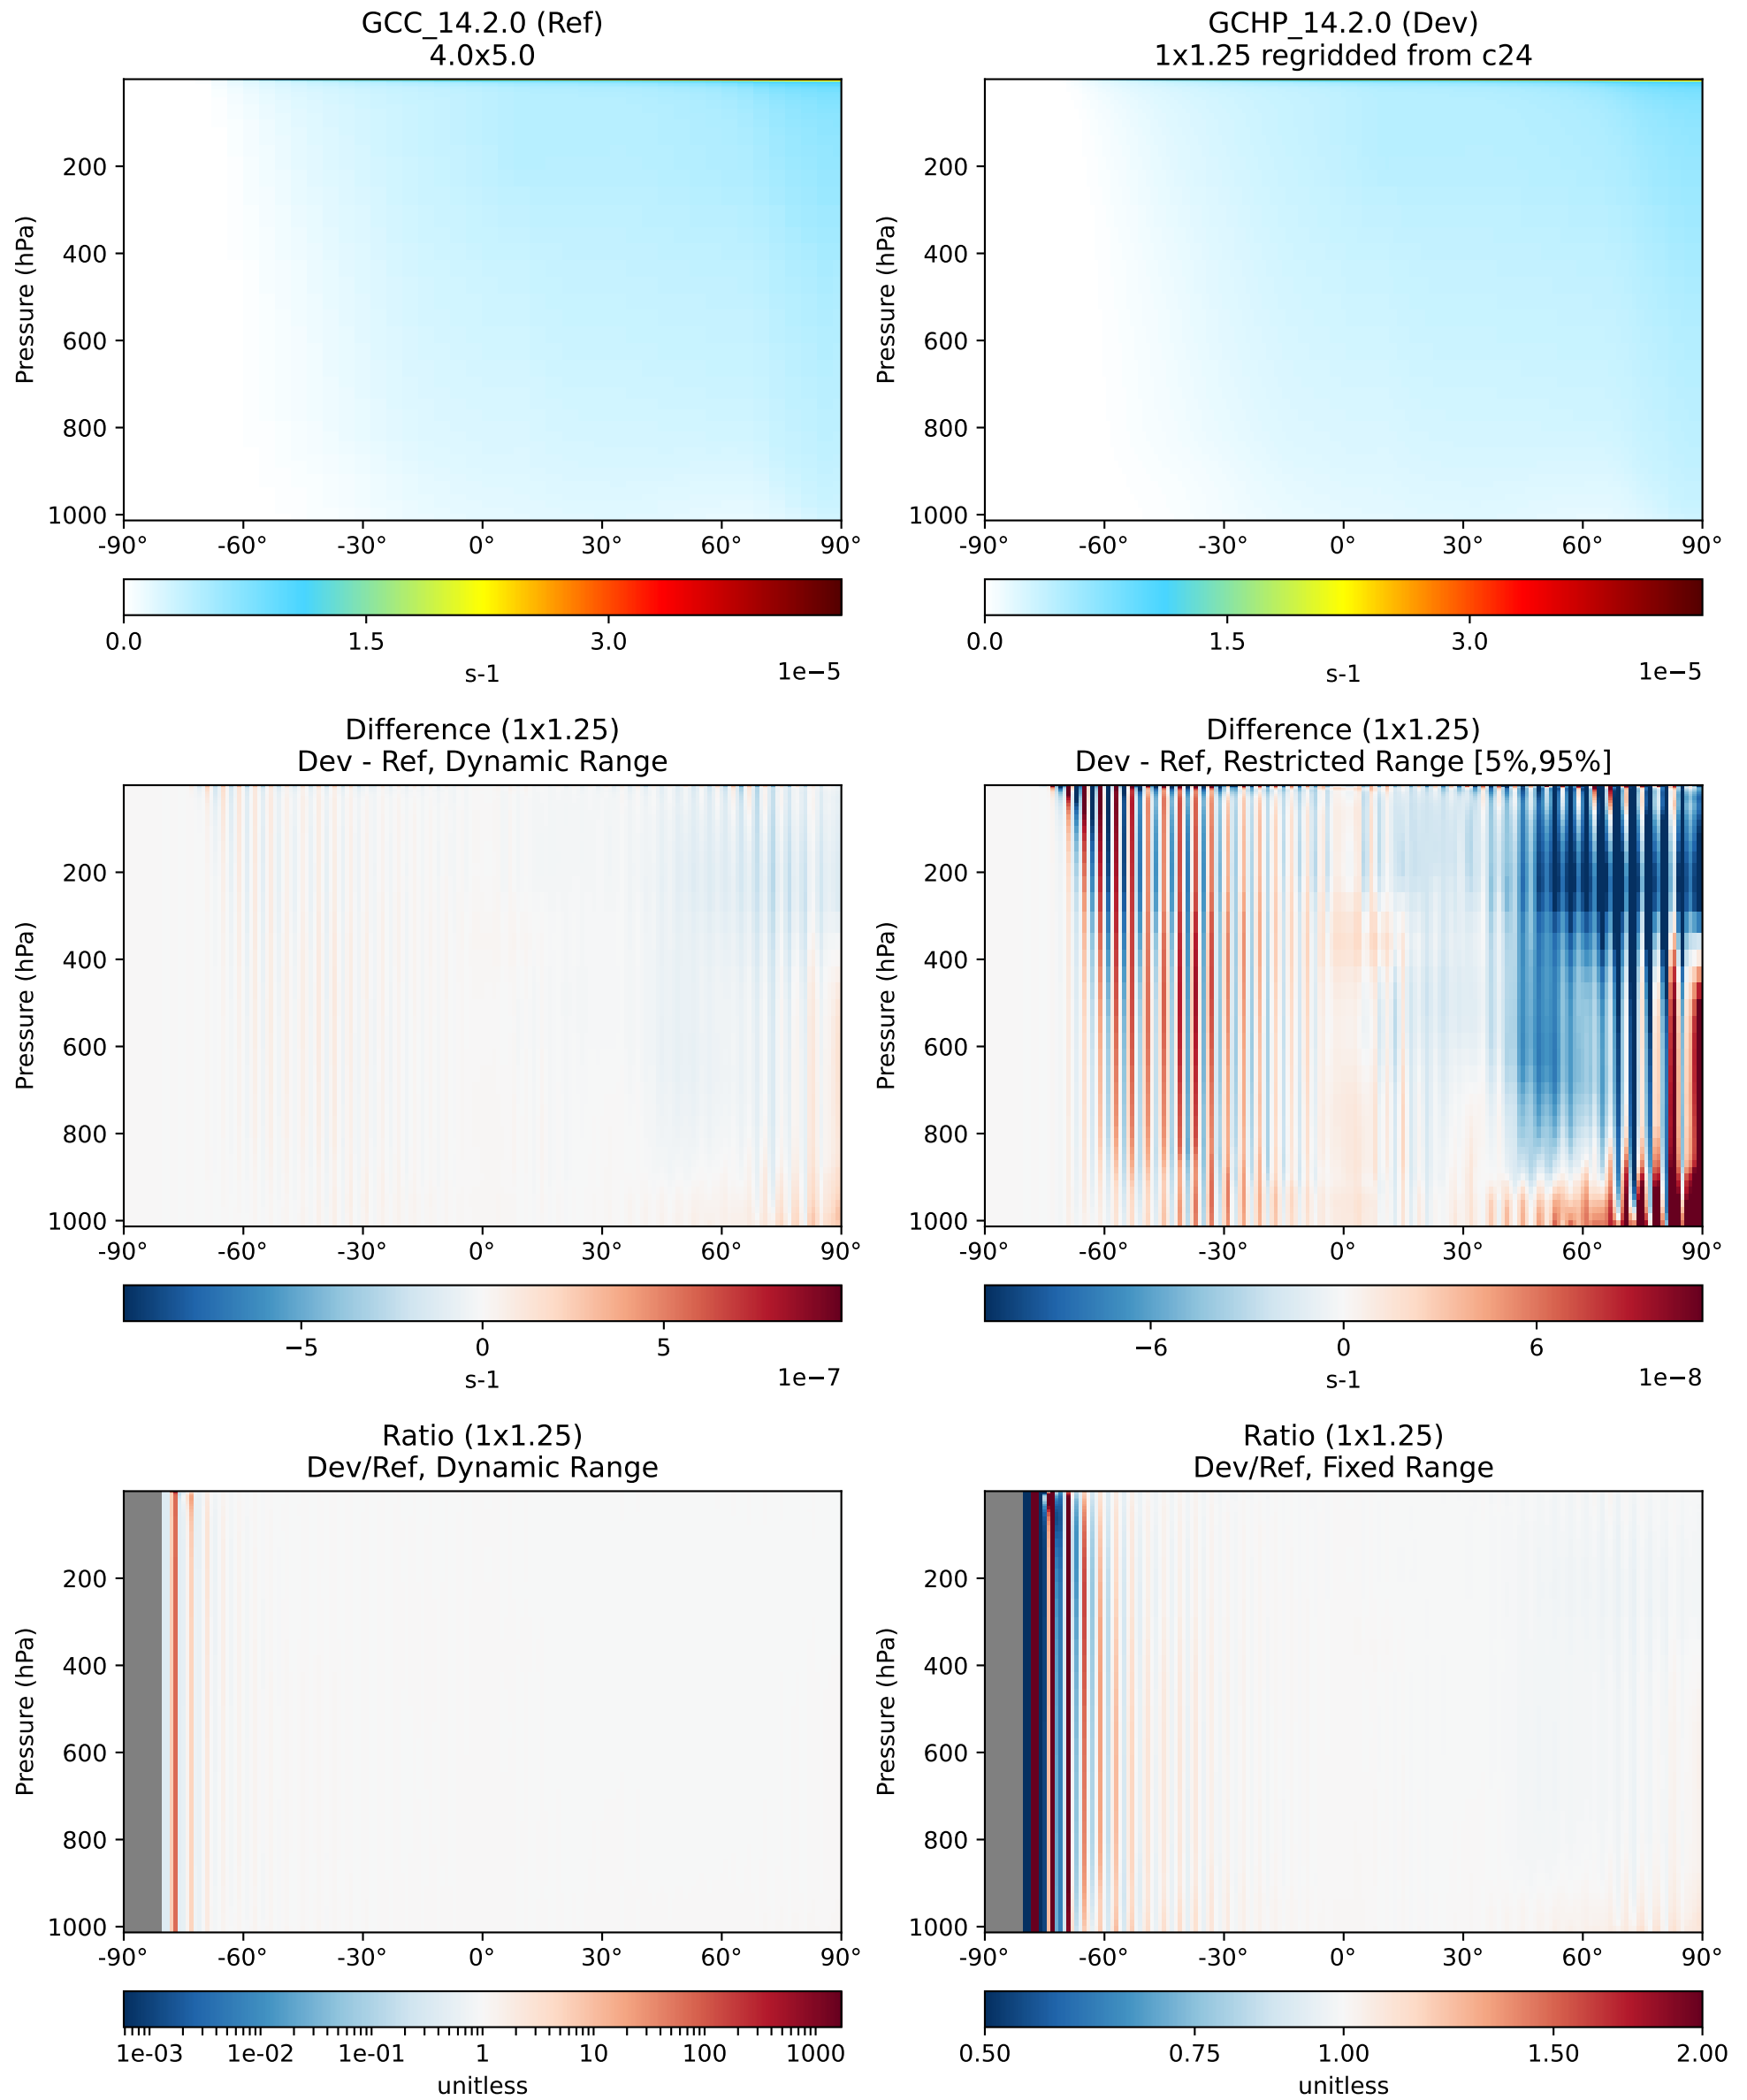 GCC_14.2.0 (Ref)
4.0x5.0
GCHP_14.2.0 (Dev)
1x1.25 regridded from c24
Pressure (hPa)
200
400
600
800
1000
-90° -60° -30° 0° 30° 60° 90°
0.0 1.5 3.0
s-1
1e−5
Pressure (hPa)
200
400
600
800
1000
-90° -60° -30° 0° 30° 60° 90°
0.0 1.5 3.0
s-1
1e−5
Difference (1x1.25)
Dev - Ref, Dynamic Range
Difference (1x1.25)
Dev - Ref, Restricted Range [5%,95%]
Pressure (hPa)
200
400
600
800
1000
-90° -60° -30° 0° 30° 60° 90°
−5 0 5
s-1
1e−7
Pressure (hPa)
200
400
600
800
1000
-90° -60° -30° 0° 30° 60° 90°
−6 0 6
s-1
1e−8
Ratio (1x1.25)
Dev/Ref, Dynamic Range
Ratio (1x1.25)
Dev/Ref, Fixed Range
Pressure (hPa)
200
400
600
800
1000
-90° -60° -30° 0° 30° 60° 90°
1e-03 1e-02 1e-01 1 10 100 1000
unitless
Pressure (hPa)
200
400
600
800
1000
-90° -60° -30° 0° 30° 60° 90°
0.50 0.75 1.00 1.50 2.00
unitless